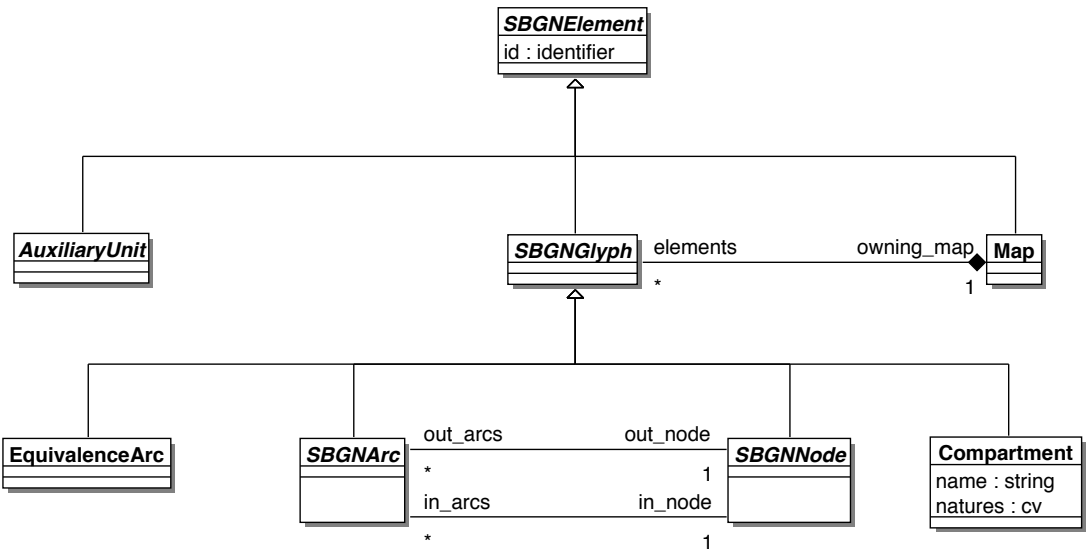 SBGNElement
id : identifier
AuxiliaryUnit
SBGNGlyph
elements
owning_map
Map
*
1
EquivalenceArc
SBGNArc
out_arcs
out_node
SBGNNode
Compartment
*
1
name : string
in_arcs
in_node
natures : cv
*
1